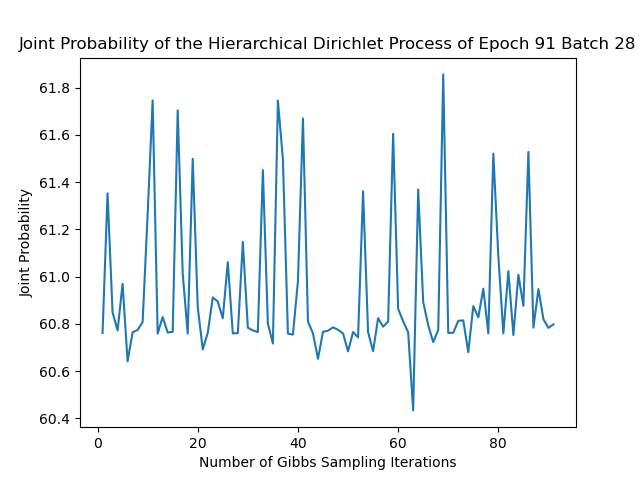 Joint Probability of the Hierarchical Dirichlet Process of Epoch 91 Batch 28
61.8
61.6
61.4
61.2
61.0
60.8
60.6
60.4
Joint Probability
0 20 40 60 80
Number of Gibbs Sampling Iterations